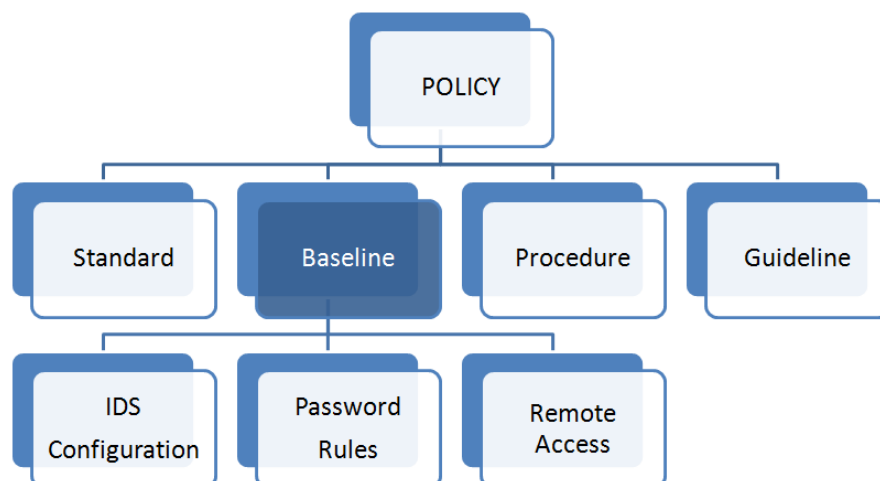 POLICY
Standard
Baseline
Procedure
Guideline
IDS
Configuration
Password
Rules
Remote
Access